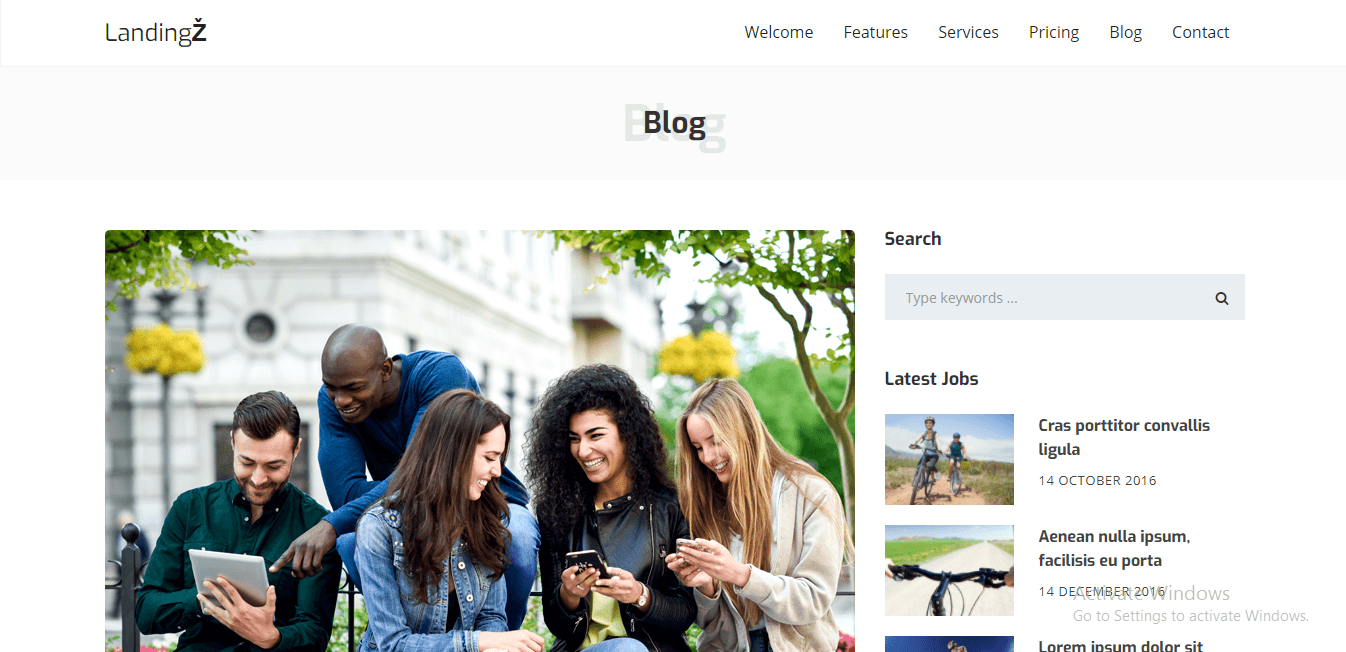 LandingŽ
Welcome Features Services Pricing Blog Contact
Blog
Blog
Search
Type keywords ...
Latest Jobs
Cras porttitor convallis
ligula
14 OCTOBER 2016
Aenean nulla ipsum,
facilisis eu porta
14 DECEMBER 2016
Activate Windows
Go to Settings to activate Windows.
Lorem ipsum dolor sit